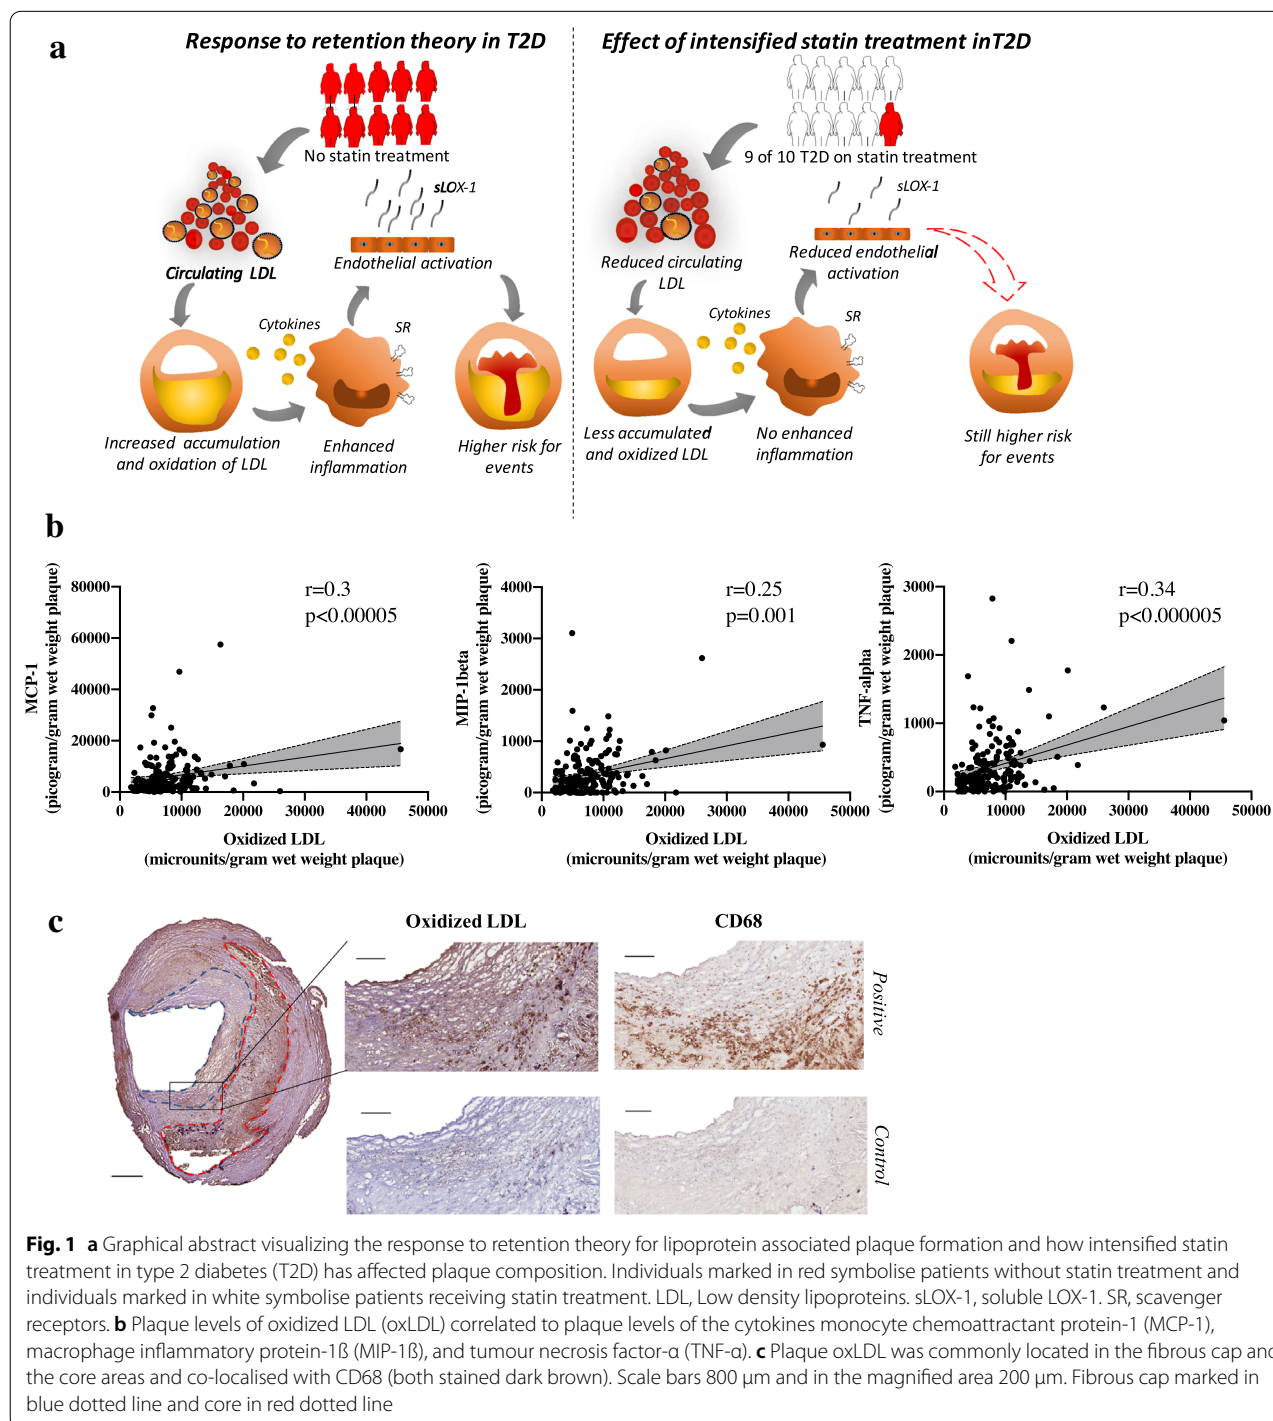 a
Response to retention theory in T2D
No statin treatment
sLOX-1
Circulating LDL
Endothelial activation
Cytokines
SR
Increased accumulation
and oxidation of LDL
Enhanced
inflammation
Higher risk for
events
Effect of intensified statin treatment inT2D
9 of 10 T2D on statin treatment
sLOX-1
Reduced circulating
LDL
Reduced endothelial
activation
Cytokines
SR
Less accumulated
and oxidized LDL
No enhanced
inflammation
Still higher risk
for events
b
MCP-1
(picogram/gram wet weight plaque)
80000
60000
40000
20000
0
r=0.3
p<0.00005
0 10000 20000 30000 40000 50000
Oxidized LDL
(microunits/gram wet weight plaque)
MIP-1beta
(picogram/gram wet weight plaque)
4000
3000
2000
1000
0
r=0.25
p=0.001
0 10000 20000 30000 40000 50000
Oxidized LDL
(microunits/gram wet weight plaque)
TNF-alpha
(picogram/gram wet weight plaque)
3000
2000
1000
0
r=0.34
p<0.000005
0 10000 20000 30000 40000 50000
Oxidized LDL
(microunits/gram wet weight plaque)
c
Oxidized LDL
CD68
Positive
Control
Fig. 1 a Graphical abstract visualizing the response to retention theory for lipoprotein associated plaque formation and how intensified statin
treatment in type 2 diabetes (T2D) has affected plaque composition. Individuals marked in red symbolise patients without statin treatment and
individuals marked in white symbolise patients receiving statin treatment. LDL, Low density lipoproteins. sLOX-1, soluble LOX-1. SR, scavenger
receptors. b Plaque levels of oxidized LDL (oxLDL) correlated to plaque levels of the cytokines monocyte chemoattractant protein-1 (MCP-1),
macrophage inflammatory protein-1ß (MIP-1ß), and tumour necrosis factor-α (TNF-α). c Plaque oxLDL was commonly located in the fibrous cap and
the core areas and co-localised with CD68 (both stained dark brown). Scale bars 800 µm and in the magnified area 200 µm. Fibrous cap marked in
blue dotted line and core in red dotted line